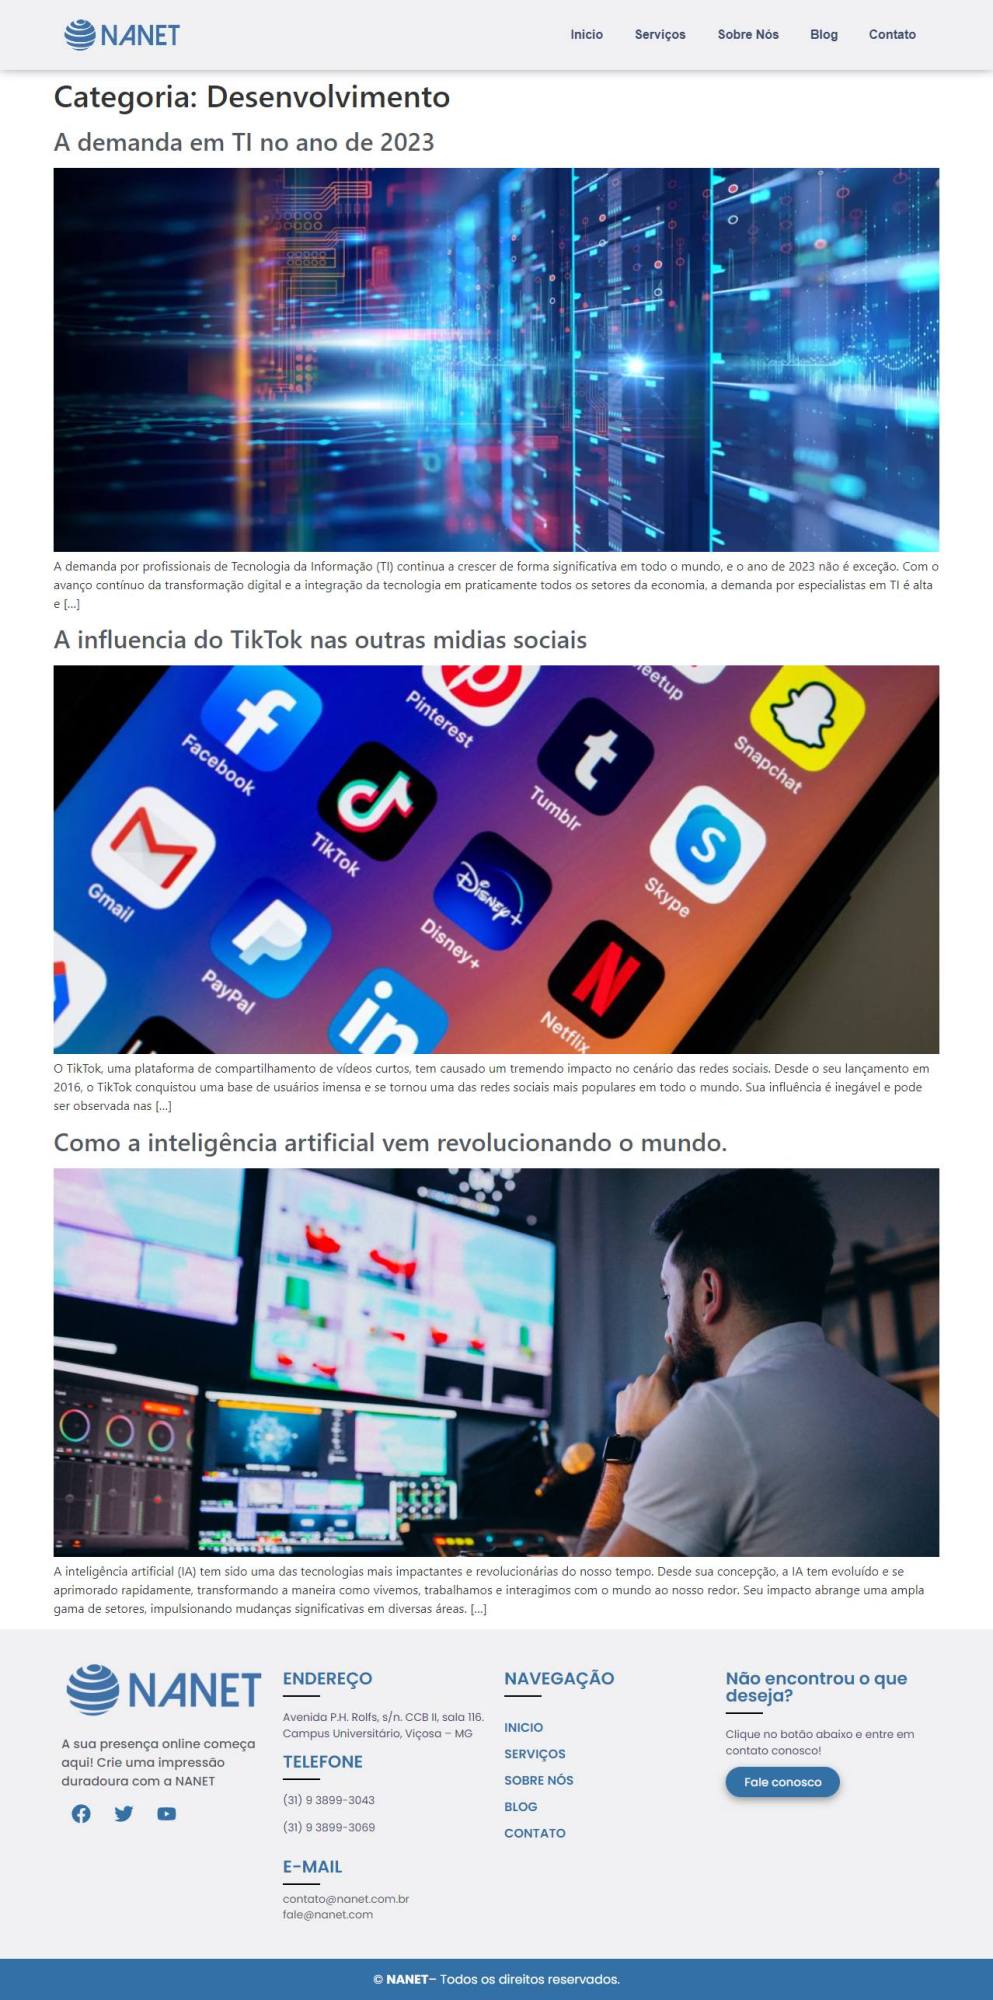 NANET
Inicio
Serviços
Sobre Nós
Blog
Contato
Categoria: Desenvolvimento
A demanda em TI no ano de 2023
A demanda por profissionais de Tecnologia da Informação (TI) continua a crescer de forma significativa em todo o mundo, e o ano de 2023 não é exceção. Com o
avanço contínuo da transformação digital e a integração da tecnologia em praticamente todos os setores da economia, a demanda por especialistas em TI é alta
e [...]
A influencia do TikTok nas outras midias sociais
Facebook
Pinterest
Meetup
Snapchat
Tumblr
TikTok
Gmail
Skype
Disney+
Disney+
PayPal
in
Netflix
O TikTok, uma plataforma de compartilhamento de vídeos curtos, tem causado um tremendo impacto no cenário das redes sociais. Desde o seu lançamento em
2016, o TikTok conquistou uma base de usuários imensa e se tornou uma das redes sociais mais populares em todo o mundo. Sua influência é inegável e pode
ser observada nas [...]
Como a inteligência artificial vem revolucionando o mundo.
A inteligência artificial (IA) tem sido uma das tecnologias mais impactantes e revolucionárias do nosso tempo. Desde sua concepção, a IA tem evoluído e se
aprimorado rapidamente, transformando a maneira como vivemos, trabalhamos e interagimos com o mundo ao nosso redor. Seu impacto abrange uma ampla
gama de setores, impulsionando mudanças significativas em diversas áreas. [...]
NANET
A sua presença online começa
aqui! Crie uma impressão
duradoura com a NANET
ENDEREÇO
Avenida P.H. Rolfs, s/n. CCB II, sala 116.
Campus Universitário, Viçosa – MG
TELEFONE
(31) 9 3899-3043
(31) 9 3899-3069
E-MAIL
contato@nanet.com.br
fale@nanet.com
NAVEGAÇÃO
INICIO
SERVIÇOS
SOBRE NÓS
BLOG
CONTATO
Não encontrou o que
deseja?
Clique no botão abaixo e entre em
contato conosco!
Fale conosco
© NANET– Todos os direitos reservados.